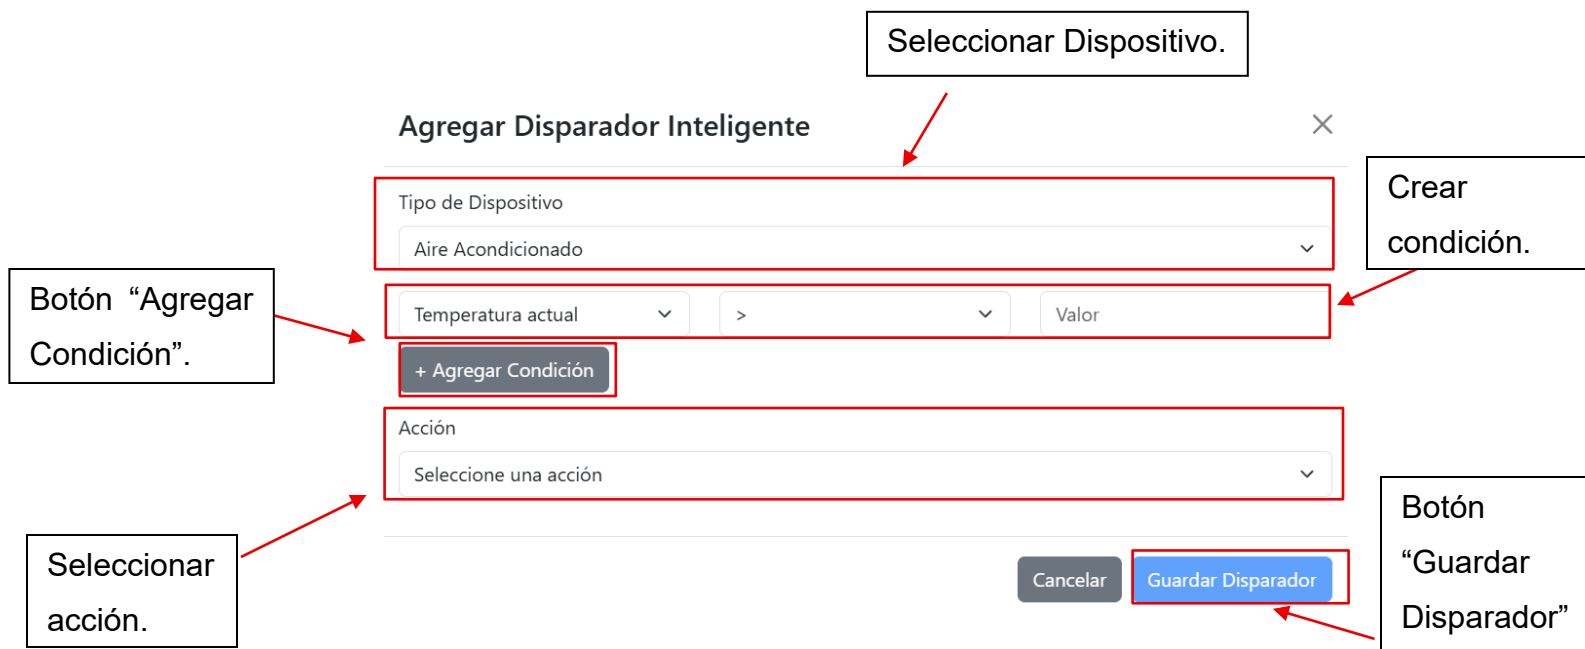 Seleccionar Dispositivo.
Agregar Disparador Inteligente
Tipo de Dispositivo
Aire Acondicionado
Crear
condición.
Botón “Agregar
Condición”.
Temperatura actual
>
Valor
+ Agregar Condición
Acción
Seleccione una acción
Seleccionar
acción.
Cancelar
Guardar Disparador
Botón
“Guardar
Disparador”